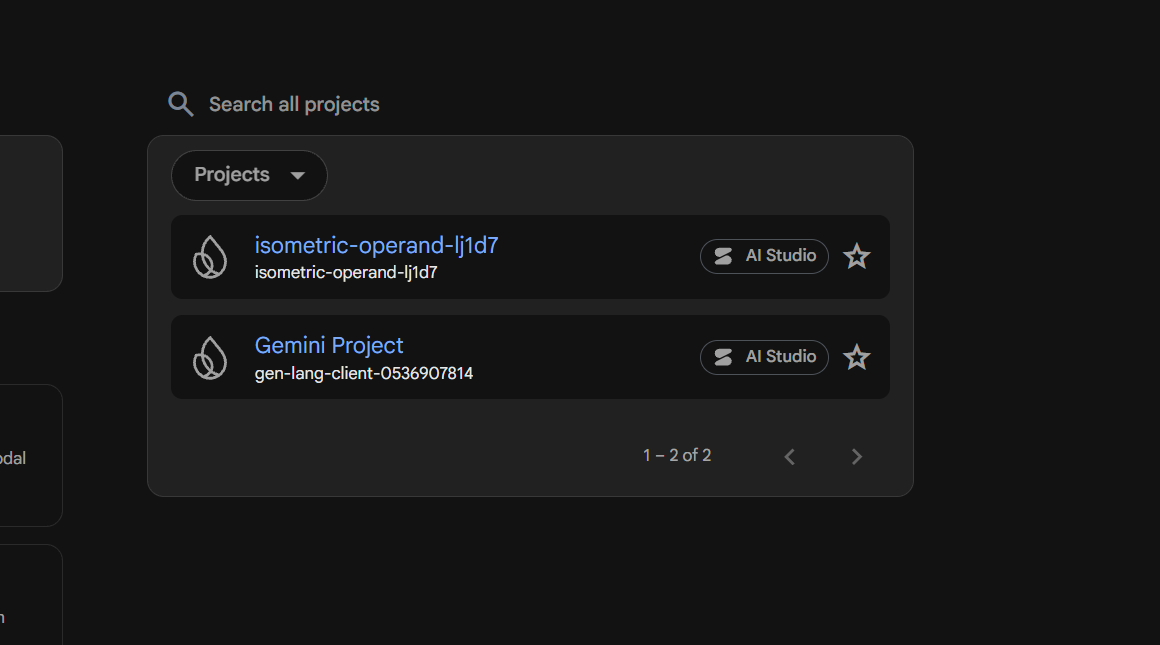 Search all projects
Projects
isometric-operand-lj1d7
isometric-operand-lj1d7
AI Studio
Gemini Project
gen-lang-client-0536907814
AI Studio
odal
1 – 2 of 2